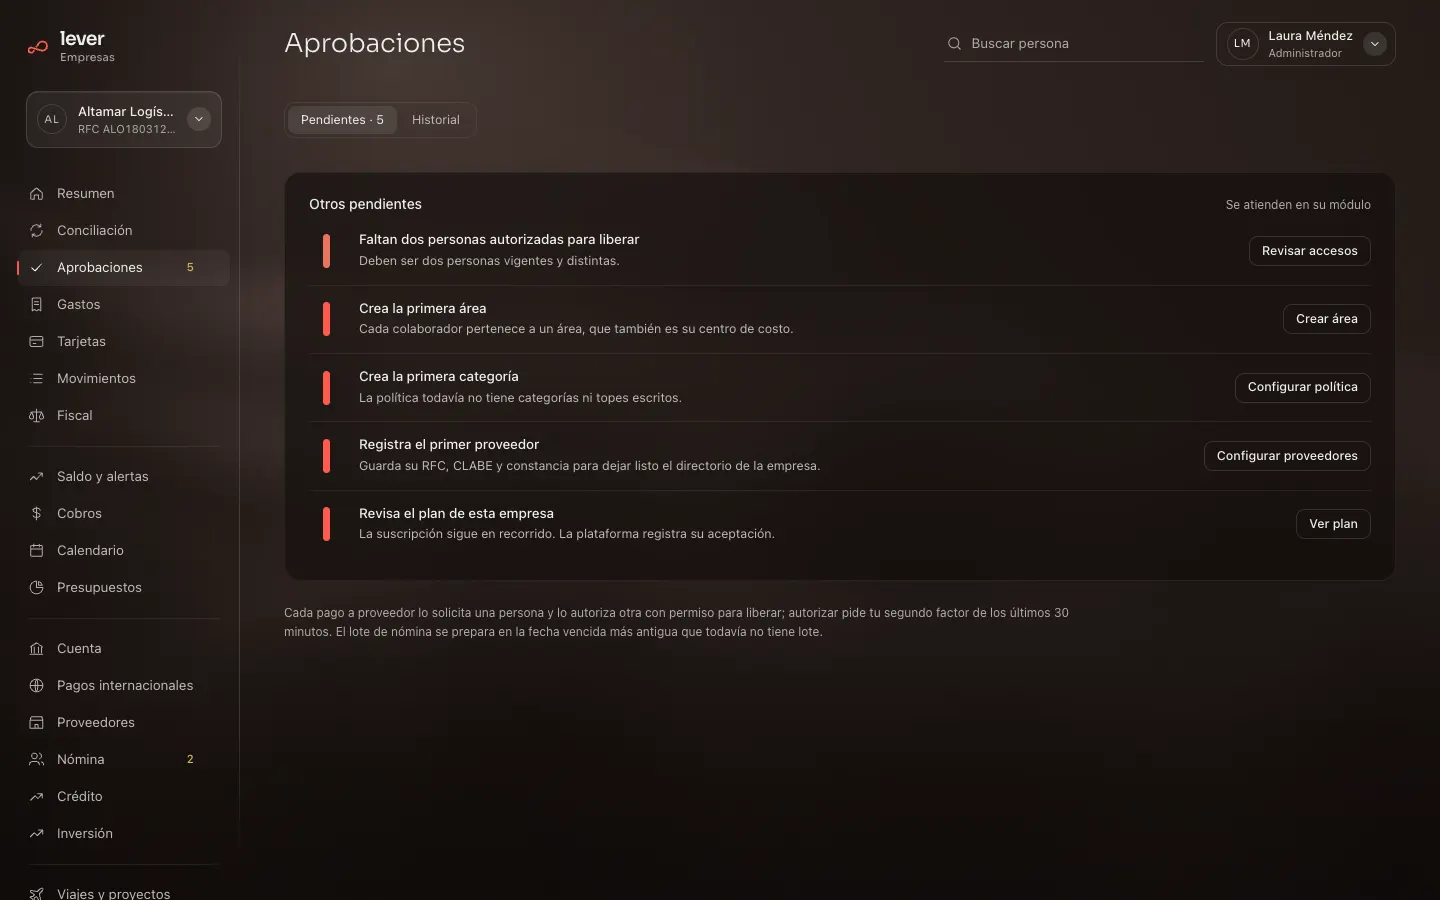 lever
Empresas
AL
Altamar Logís...
RFC ALO180312...
Resumen
Conciliación
Aprobaciones 5
Gastos
Tarjetas
Movimientos
Fiscal
Saldo y alertas
Cobros
Calendario
Presupuestos
Cuenta
Pagos internacionales
Proveedores
Nómina 2
Crédito
Inversión
Viajes y proyectos
Aprobaciones
Buscar persona
LM
Laura Méndez
Administrador
Pendientes · 5
Historial
Otros pendientes
Se atienden en su módulo
Faltan dos personas autorizadas para liberar
Deben ser dos personas vigentes y distintas.
Revisar accesos
Crea la primera área
Cada colaborador pertenece a un área, que también es su centro de costo.
Crear área
Crea la primera categoría
La política todavía no tiene categorías ni topes escritos.
Configurar política
Registra el primer proveedor
Guarda su RFC, CLABE y constancia para dejar listo el directorio de la empresa.
Configurar proveedores
Revisa el plan de esta empresa
La suscripción sigue en recorrido. La plataforma registra su aceptación.
Ver plan
Cada pago a proveedor lo solicita una persona y lo autoriza otra con permiso para liberar; autorizar pide tu segundo factor de los últimos 30
minutos. El lote de nómina se prepara en la fecha vencida más antigua que todavía no tiene lote.